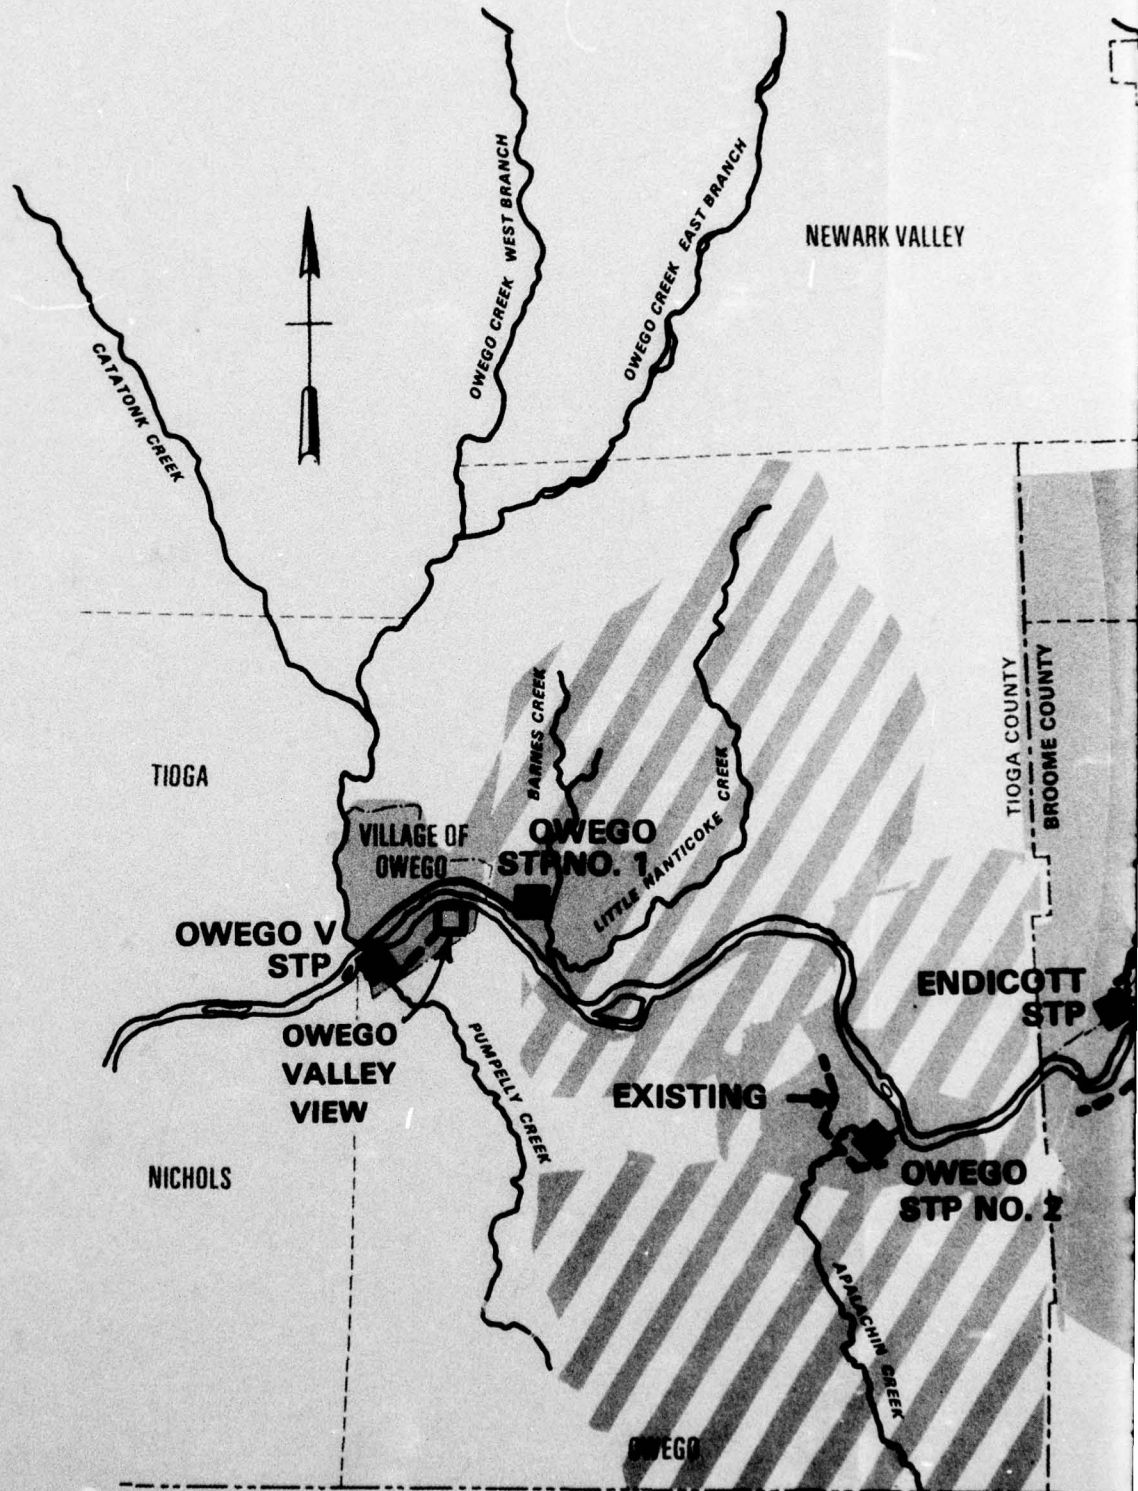 OWEGO CREEK WEST BRANCH
OWEGO CREEK EAST BRANCH
NEWARK VALLEY
CATATONK CREEK
TIOGA COUNTY
BROOME COUNTY
BARNES CREEK
TIOGA
VILLAGE OF
OWEGO
OWEGO
STP NO. 1
LITTLE NANTICOKE CREEK
OWEGO V
STP
ENDICOTT
STP
OWEGO
VALLEY
VIEW
PUMPELLY CREEK
EXISTING
NICHOLS
OWEGO
STP NO. 2
APALACHIN CREEK
OWEGO